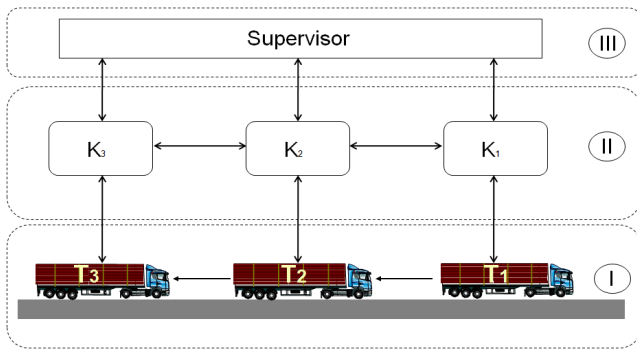 Supervisor
III
K3
K2
K1
II
T3
T2
T1
I